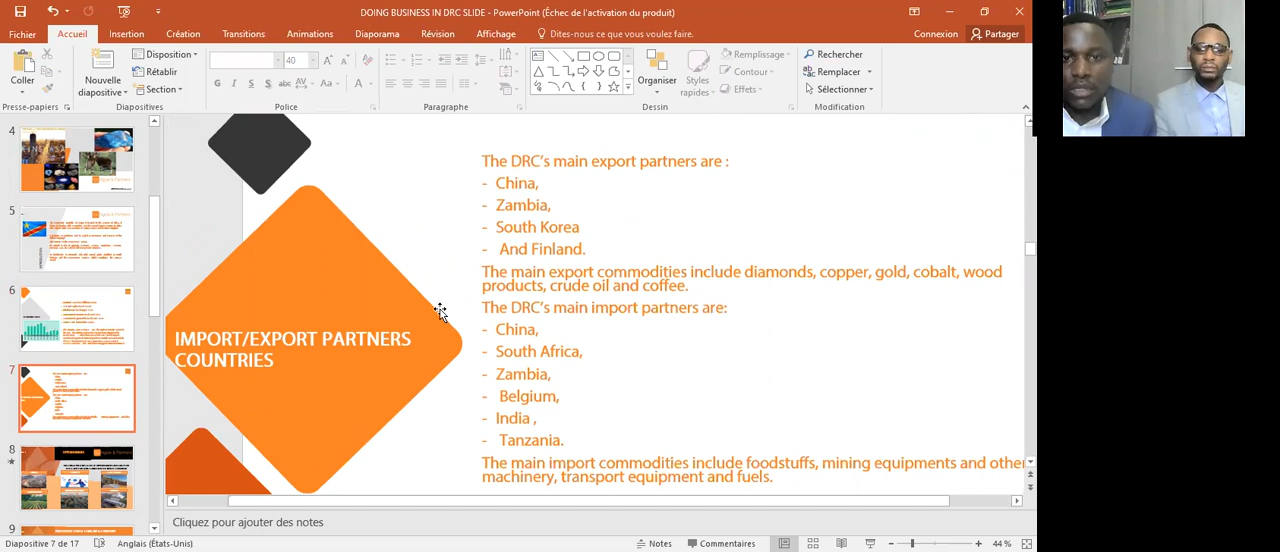 DOING BUSINESS IN DRC SLIDE - PowerPoint (Échec de l'activation du produit)
Fichier Accueil Insertion Création Transitions Animations Diaporama Révision Affichage Dites-nous ce que vous voulez faire. Connexion Partager
Coller
Nouvelle diapositive
Disposition
Rétablir
Section
40
Organiser
Styles rapides
Remplissage
Contour
Effets
Rechercher
Remplacer
Sélectionner
Presse-papiers Diapositives Police Paragraphe Dessin Modification
4
5
6
7
8
9
IMPORT/EXPORT PARTNERS
COUNTRIES
The DRC's main export partners are :
- China,
- Zambia,
- South Korea
- And Finland.
The main export commodities include diamonds, copper, gold, cobalt, wood
products, crude oil and coffee.
The DRC's main import partners are:
- China,
- South Africa,
- Zambia,
- Belgium,
- India ,
- Tanzania.
The main import commodities include foodstuffs, mining equipments and other
machinery, transport equipment and fuels.
Cliquez pour ajouter des notes
Diapositive 7 de 17 Anglais (États-Unis) Notes Commentaires 44 %